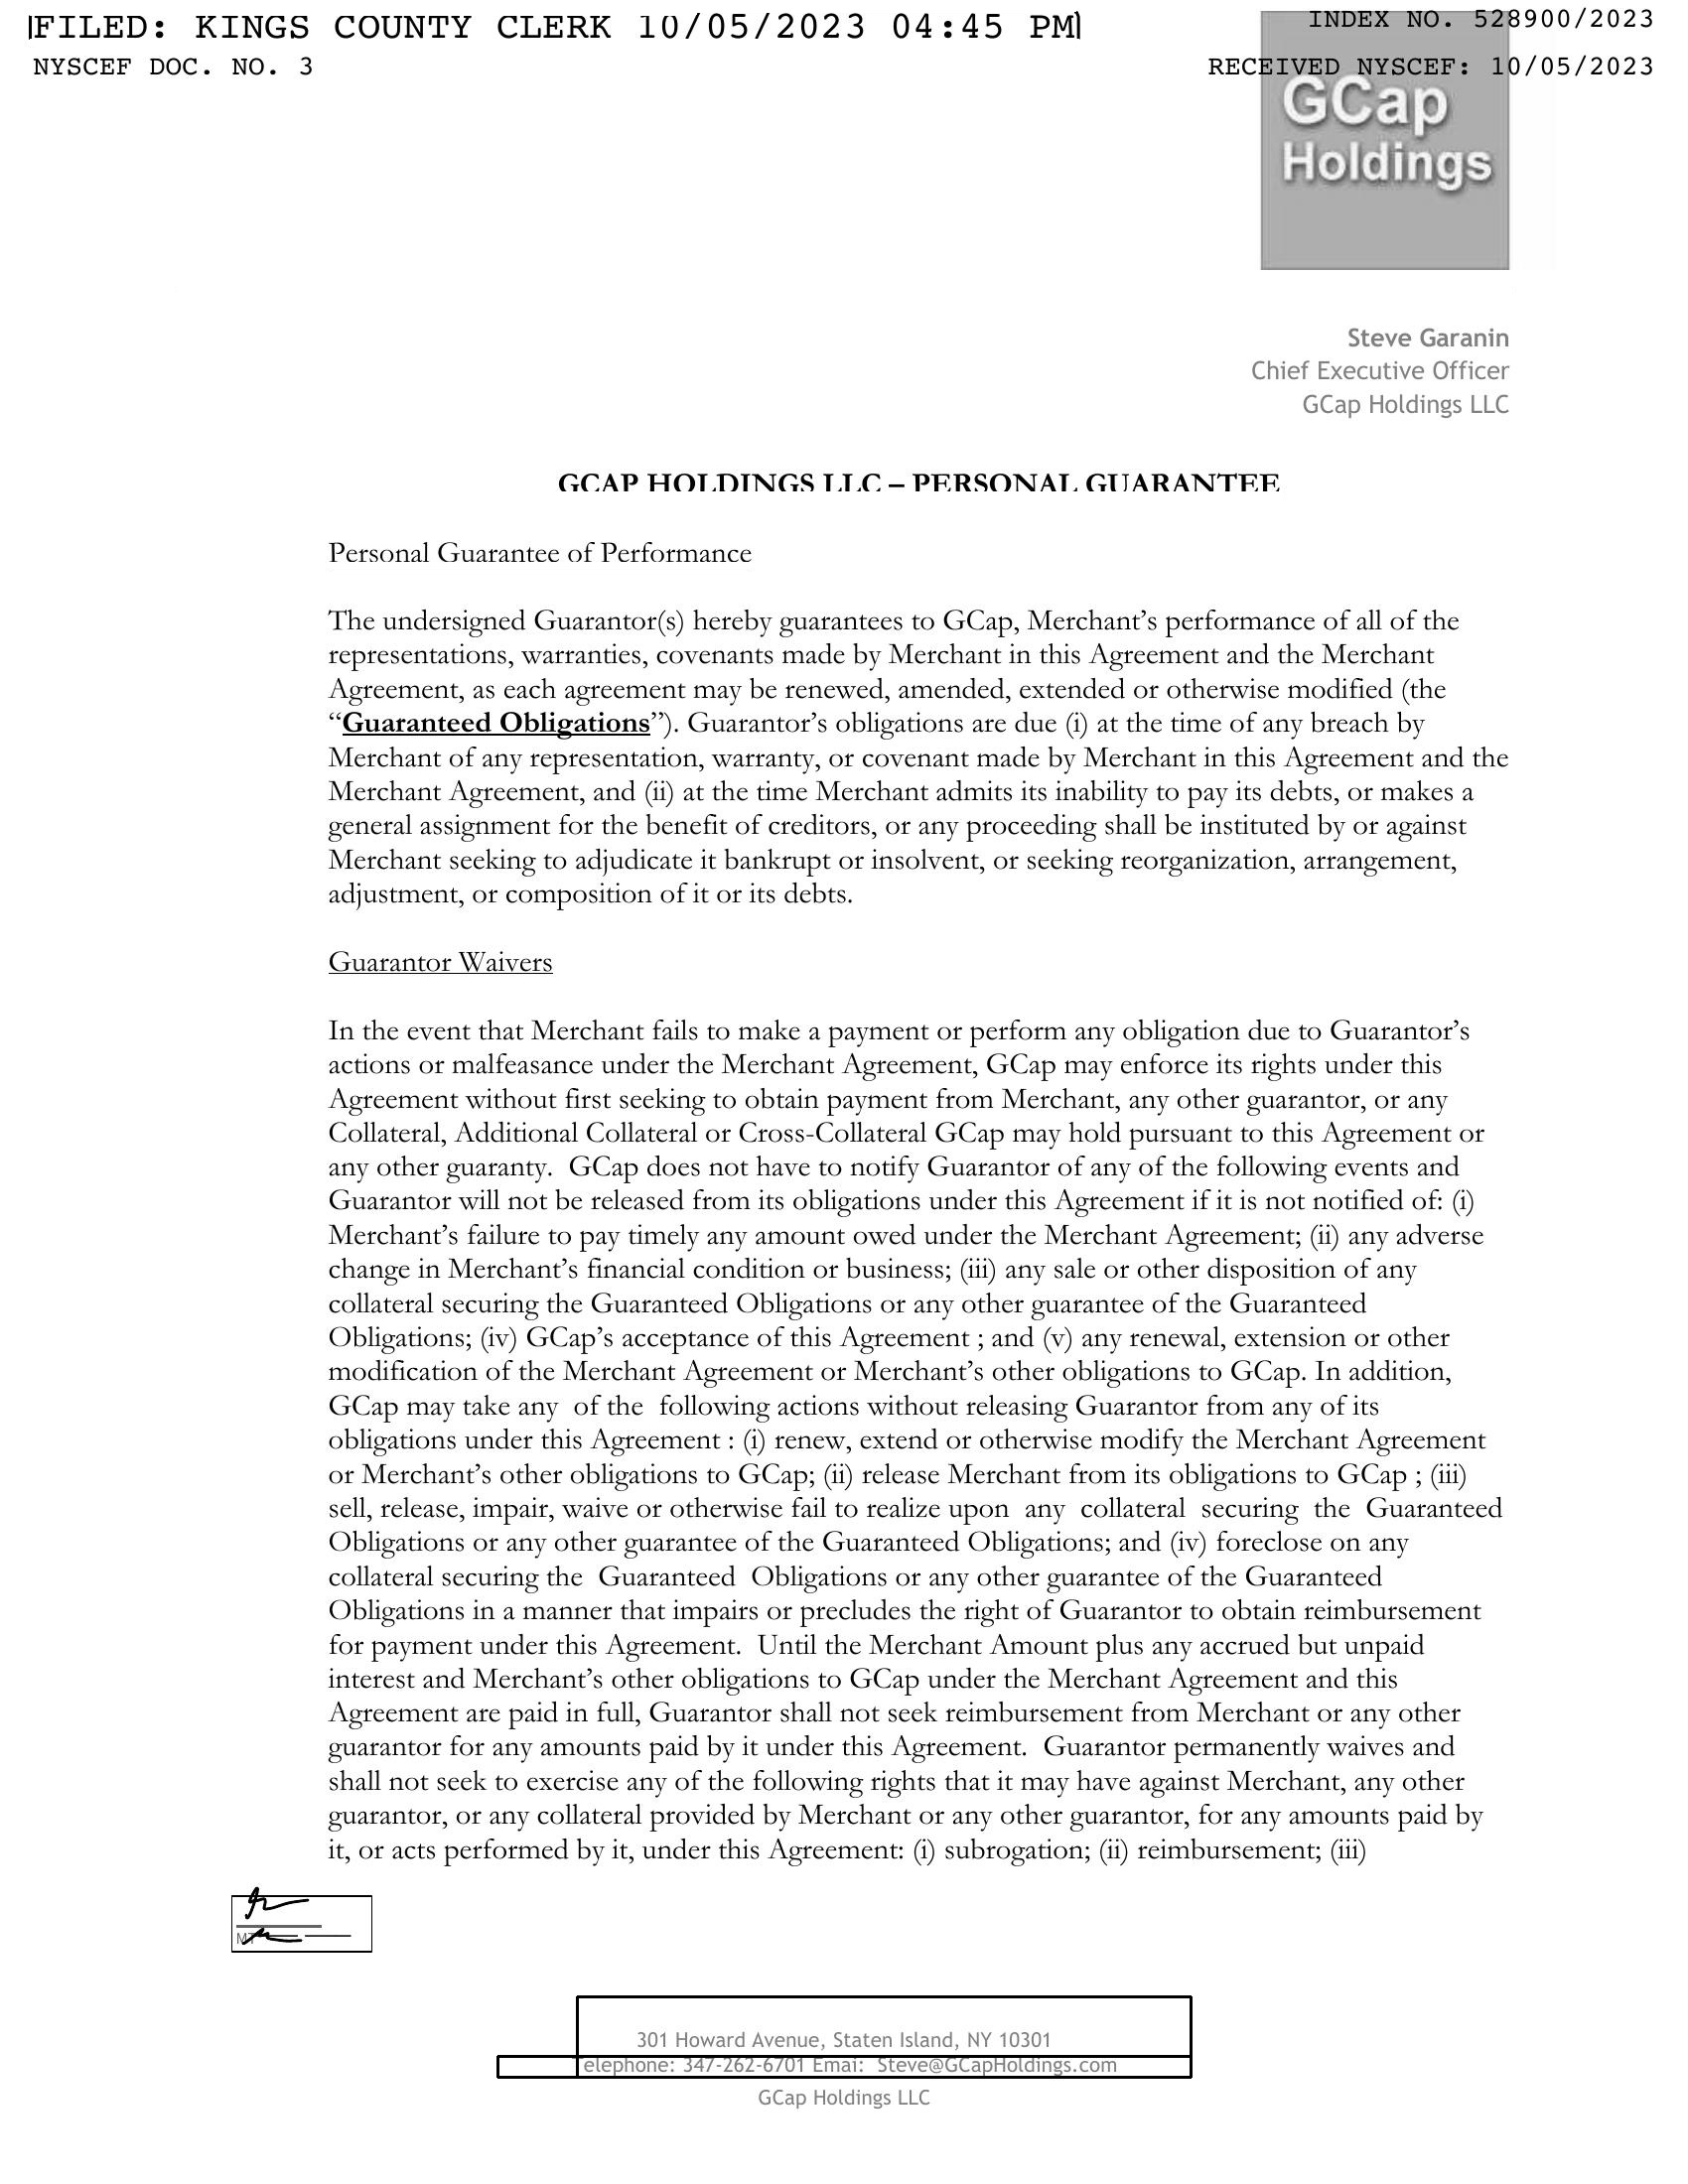 FILED: KINGS COUNTY CLERK 10/05/2023 04:45 PM
INDEX NO. 528900/2023
NYSCEF DOC. NO. 3
RECEIVED NYSCEF: 10/05/2023
GCap
Holdings
Steve Garanin
Chief Executive Officer
GCap Holdings LLC
GCAP HOLDINGS LLC – PERSONAL GUARANTEE
Personal Guarantee of Performance
The undersigned Guarantor(s) hereby guarantees to GCap, Merchant’s performance of all of the
representations, warranties, covenants made by Merchant in this Agreement and the Merchant
Agreement, as each agreement may be renewed, amended, extended or otherwise modified (the
“Guaranteed Obligations”). Guarantor’s obligations are due (i) at the time of any breach by
Merchant of any representation, warranty, or covenant made by Merchant in this Agreement and the
Merchant Agreement, and (ii) at the time Merchant admits its inability to pay its debts, or makes a
general assignment for the benefit of creditors, or any proceeding shall be instituted by or against
Merchant seeking to adjudicate it bankrupt or insolvent, or seeking reorganization, arrangement,
adjustment, or composition of it or its debts.
Guarantor Waivers
In the event that Merchant fails to make a payment or perform any obligation due to Guarantor’s
actions or malfeasance under the Merchant Agreement, GCap may enforce its rights under this
Agreement without first seeking to obtain payment from Merchant, any other guarantor, or any
Collateral, Additional Collateral or Cross-Collateral GCap may hold pursuant to this Agreement or
any other guaranty.  GCap does not have to notify Guarantor of any of the following events and
Guarantor will not be released from its obligations under this Agreement if it is not notified of: (i)
Merchant’s failure to pay timely any amount owed under the Merchant Agreement; (ii) any adverse
change in Merchant’s financial condition or business; (iii) any sale or other disposition of any
collateral securing the Guaranteed Obligations or any other guarantee of the Guaranteed
Obligations; (iv) GCap’s acceptance of this Agreement ; and (v) any renewal, extension or other
modification of the Merchant Agreement or Merchant’s other obligations to GCap. In addition,
GCap may take any  of the  following actions without releasing Guarantor from any of its
obligations under this Agreement : (i) renew, extend or otherwise modify the Merchant Agreement
or Merchant’s other obligations to GCap; (ii) release Merchant from its obligations to GCap ; (iii)
sell, release, impair, waive or otherwise fail to realize upon  any  collateral  securing  the  Guaranteed
Obligations or any other guarantee of the Guaranteed Obligations; and (iv) foreclose on any
collateral securing the  Guaranteed  Obligations or any other guarantee of the Guaranteed
Obligations in a manner that impairs or precludes the right of Guarantor to obtain reimbursement
for payment under this Agreement.  Until the Merchant Amount plus any accrued but unpaid
interest and Merchant’s other obligations to GCap under the Merchant Agreement and this
Agreement are paid in full, Guarantor shall not seek reimbursement from Merchant or any other
guarantor for any amounts paid by it under this Agreement.  Guarantor permanently waives and
shall not seek to exercise any of the following rights that it may have against Merchant, any other
guarantor, or any collateral provided by Merchant or any other guarantor, for any amounts paid by
it, or acts performed by it, under this Agreement: (i) subrogation; (ii) reimbursement; (iii)
301 Howard Avenue, Staten Island, NY 10301
elephone: 347-262-6701 Emai:  Steve@GCapHoldings.com
GCap Holdings LLC